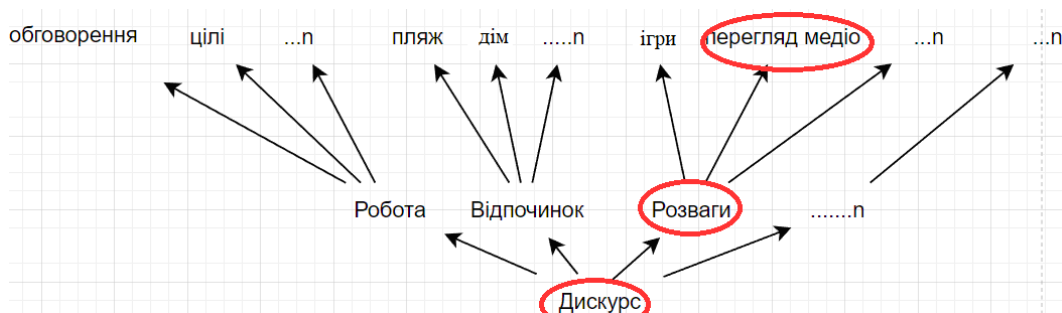 обговорення цілі ...n пляж дім .....n ігри перегляд медіо ...n ...n
Робота Відпочинок Розваги .......n
Дискурс